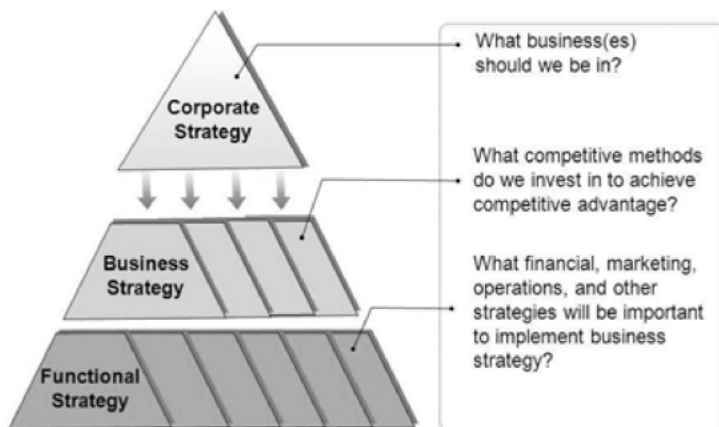 Corporate
Strategy
What business(es)
should we be in?
Business
Strategy
What competitive methods
do we invest in to achieve
competitive advantage?
Functional
Strategy
What financial, marketing,
operations, and other
strategies will be important
to implement business
strategy?